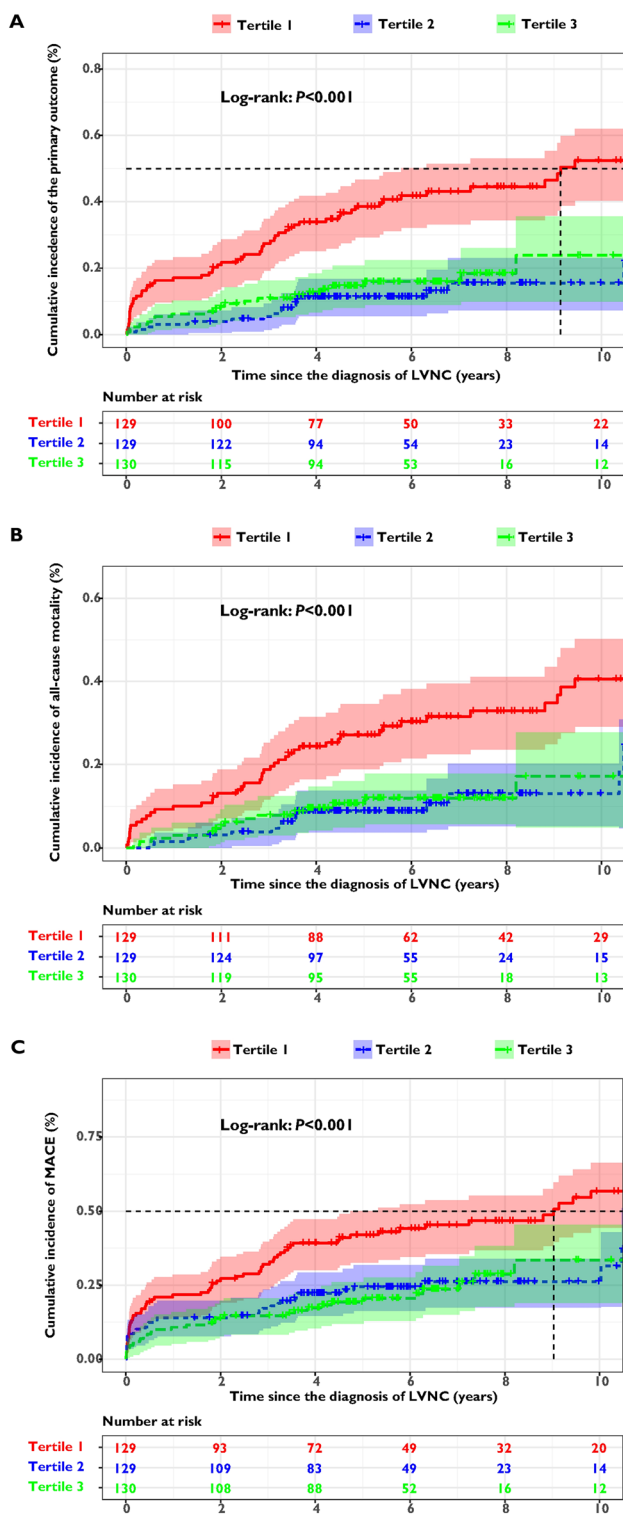 A
Tertile 1 Tertile 2 Tertile 3
Cumulative incedence of the primary outcome (%)
Log-rank: P<0.001
0.8
0.6
0.4
0.2
0.0
0 2 4 6 8 10
Time since the diagnosis of LVNC (years)
Number at risk
Tertile 1 129 100 77 50 33 22
Tertile 2 129 122 94 54 23 14
Tertile 3 130 115 94 53 16 12
0 2 4 6 8 10
B
Tertile 1 Tertile 2 Tertile 3
Cumulative incidence of all-cause motality (%)
Log-rank: P<0.001
0.6
0.4
0.2
0.0
0 2 4 6 8 10
Time since the diagnosis of LVNC (years)
Number at risk
Tertile 1 129 111 88 62 42 29
Tertile 2 129 124 97 55 24 15
Tertile 3 130 119 95 55 18 13
0 2 4 6 8 10
C
Tertile 1 Tertile 2 Tertile 3
Cumulative incidence of MACE (%)
Log-rank: P<0.001
0.75
0.50
0.25
0.00
0 2 4 6 8 10
Time since the diagnosis of LVNC (years)
Number at risk
Tertile 1 129 93 72 49 32 20
Tertile 2 129 109 83 49 23 14
Tertile 3 130 108 88 52 16 12
0 2 4 6 8 10